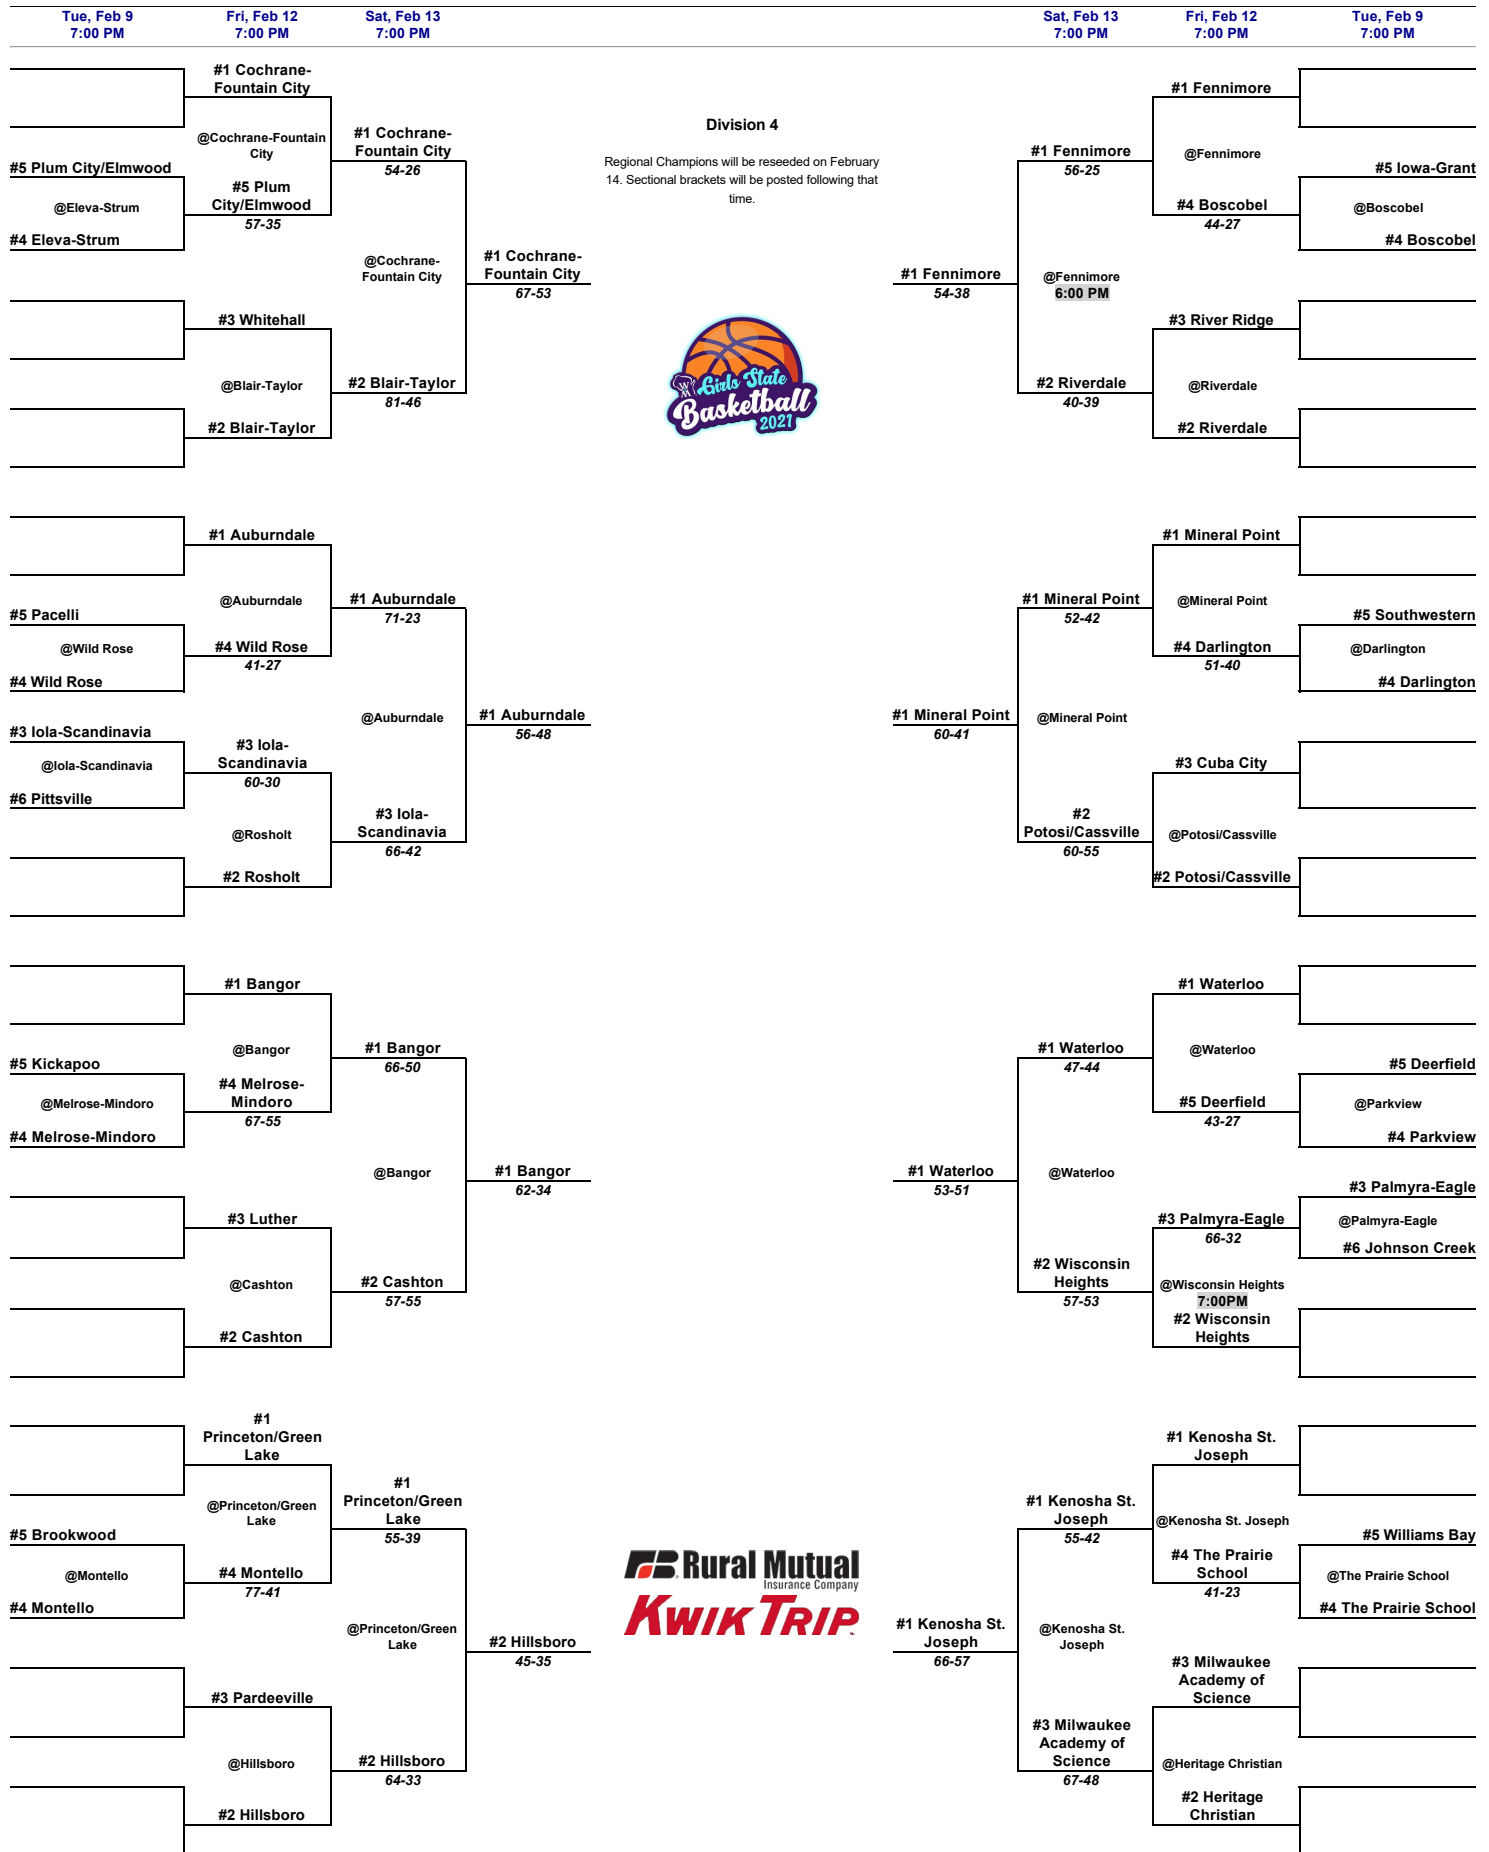 Tue, Feb 9
7:00 PM
Fri, Feb 12
7:00 PM
Sat, Feb 13
7:00 PM
Sat, Feb 13
7:00 PM
Fri, Feb 12
7:00 PM
Tue, Feb 9
7:00 PM
#1 Cochrane-
Fountain City
@Cochrane-Fountain
City
#5 Plum City/Elmwood
@Eleva-Strum
#4 Eleva-Strum
#5 Plum
City/Elmwood
57-35
#1 Cochrane-
Fountain City
54-26
@Cochrane-
Fountain City
#1 Cochrane-
Fountain City
67-53
#3 Whitehall
@Blair-Taylor
#2 Blair-Taylor
#2 Blair-Taylor
81-46
Division 4
Regional Champions will be reseeded on February
14. Sectional brackets will be posted following that
time.
Girls State
Basketball
2021
#1 Fennimore
54-38
#1 Fennimore
56-25
@Fennimore
6:00 PM
#2 Riverdale
40-39
#1 Fennimore
@Fennimore
#4 Boscobel
44-27
#5 Iowa-Grant
@Boscobel
#4 Boscobel
#3 River Ridge
@Riverdale
#2 Riverdale
#1 Auburndale
@Auburndale
#5 Pacelli
@Wild Rose
#4 Wild Rose
#4 Wild Rose
41-27
#1 Auburndale
71-23
@Auburndale
#1 Auburndale
56-48
#3 Iola-Scandinavia
@Iola-Scandinavia
#6 Pittsville
#3 Iola-
Scandinavia
60-30
@Rosholt
#2 Rosholt
#3 Iola-
Scandinavia
66-42
#1 Mineral Point
60-41
#1 Mineral Point
52-42
@Mineral Point
#2
Potosi/Cassville
60-55
#1 Mineral Point
@Mineral Point
#4 Darlington
51-40
#5 Southwestern
@Darlington
#4 Darlington
#3 Cuba City
@Potosi/Cassville
#2 Potosi/Cassville
#1 Bangor
@Bangor
#5 Kickapoo
@Melrose-Mindoro
#4 Melrose-Mindoro
#4 Melrose-
Mindoro
67-55
#1 Bangor
66-50
@Bangor
#1 Bangor
62-34
#3 Luther
@Cashton
#2 Cashton
#2 Cashton
57-55
#1 Waterloo
53-51
#1 Waterloo
47-44
@Waterloo
#2 Wisconsin
Heights
57-53
#1 Waterloo
@Waterloo
#5 Deerfield
43-27
#5 Deerfield
@Parkview
#4 Parkview
#3 Palmyra-Eagle
@Palmyra-Eagle
#6 Johnson Creek
#3 Palmyra-Eagle
66-32
@Wisconsin Heights
7:00PM
#2 Wisconsin
Heights
#1
Princeton/Green
Lake
@Princeton/Green
Lake
#5 Brookwood
@Montello
#4 Montello
#4 Montello
77-41
#1
Princeton/Green
Lake
55-39
@Princeton/Green
Lake
#2 Hillsboro
45-35
#3 Pardeeville
@Hillsboro
#2 Hillsboro
#2 Hillsboro
64-33
Rural Mutual
Insurance Company
KWIK TRIP
#1 Kenosha St.
Joseph
66-57
#1 Kenosha St.
Joseph
55-42
@Kenosha St.
Joseph
#3 Milwaukee
Academy of
Science
67-48
#1 Kenosha St.
Joseph
@Kenosha St. Joseph
#4 The Prairie
School
41-23
#5 Williams Bay
@The Prairie School
#4 The Prairie School
#3 Milwaukee
Academy of
Science
@Heritage Christian
#2 Heritage
Christian